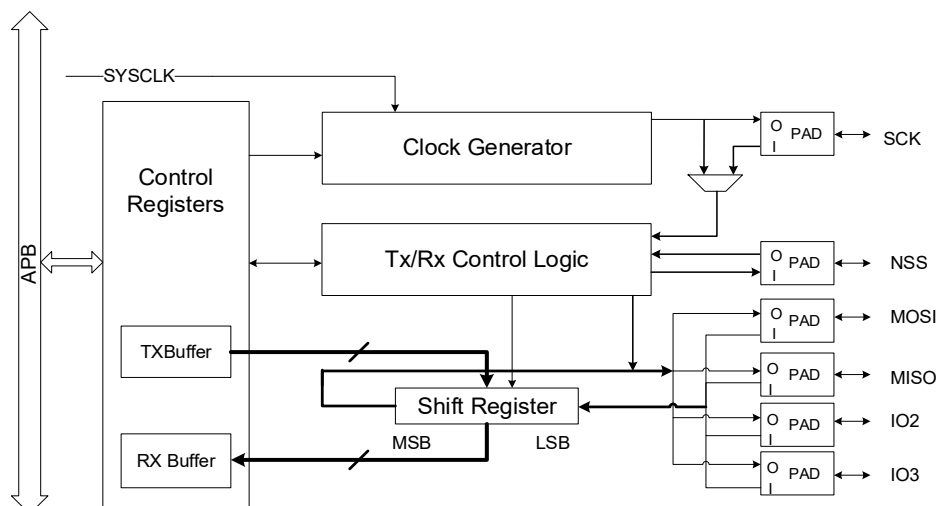 SYSCLK
APB
Control
Registers
Clock Generator
O
I
PAD
SCK
Tx/Rx Control Logic
O
I
PAD
NSS
O
I
PAD
MOSI
TXBuffer
O
I
PAD
MISO
Shift Register
O
I
PAD
IO2
MSB
LSB
RX Buffer
O
I
PAD
IO3